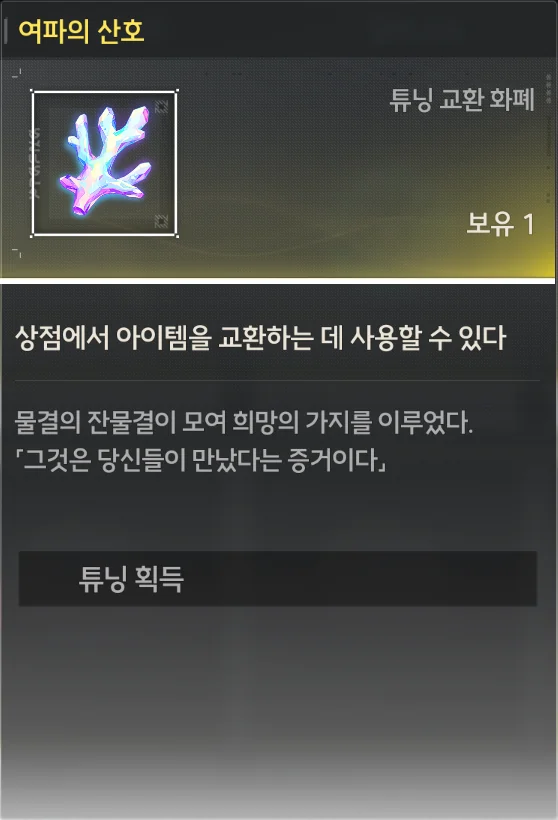 여파의 산호
튜닝 교환 화폐
보유 1
상점에서 아이템을 교환하는 데 사용할 수 있다
물결의 잔물결이 모여 희망의 가지를 이루었다.
「그것은 당신들이 만났다는 증거이다」
튜닝 획득